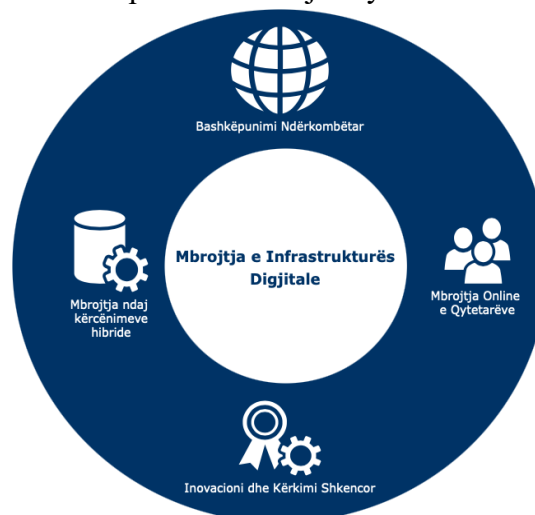 Bashkëpunimi Ndërkombëtar
Mbrojtja e Infrastrukturës
Digjitale
Mbrojtja ndaj
kërcënimeve
hibride
Mbrojtja Online
e Qytetarëve
Inovacioni dhe Kërkimi Shkencor